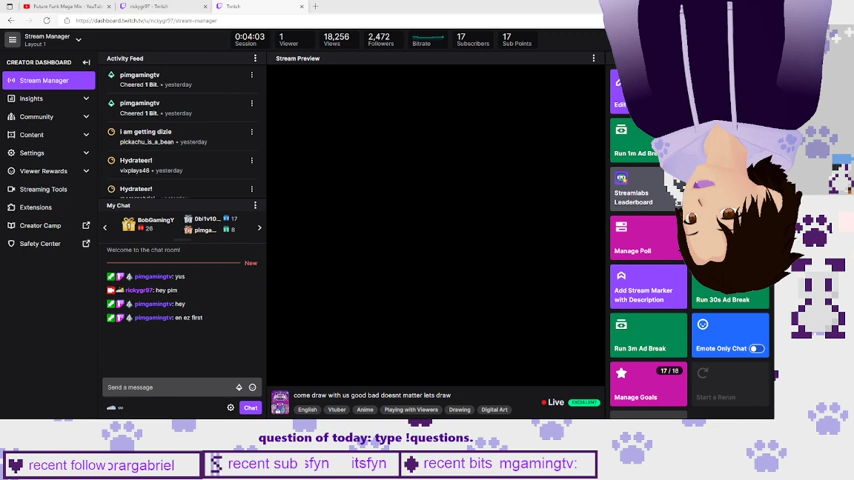 Future Funk Mega Mix - YouTube
rickygr97 - Twitch
Twitch
https://dashboard.twitch.tv/u/rickygr97/stream-manager
Stream Manager
Layout 1
0:04:03
Session
1
Viewer
18,256
Views
2,472
Followers
Bitrate
17
Subscribers
17
Sub Points
CREATOR DASHBOARD
Stream Manager
Insights
Community
Content
Settings
Viewer Rewards
Streaming Tools
Extensions
Creator Camp
Safety Center
Activity Feed
pimgamingtv
Cheered 1 Bit. • yesterday
pimgamingtv
Cheered 1 Bit. • yesterday
i am getting dizie
pickachu_is_a_bean • yesterday
Hydrateer!
vixplays48 • yesterday
Hydrateer!
My Chat
BobGamingY
26
0bi1v10...
17
pimga...
8
Welcome to the chat room!
New
pimgamingtv: yus
rickygr97: hey pim
pimgamingtv: hey
pimgamingtv: on ez first
Send a message
Chat
Stream Preview
come draw with us good bad doesnt matter lets draw
English
Vtuber
Anime
Playing with Viewers
Drawing
Digital Art
Live
EXCELLENT
Edit
Run 1m Ad
Streamlabs
Leaderboard
Manage Poll
Add Stream Marker
with Description
Run 30s Ad Break
Run 3m Ad Break
Emote Only Chat
17 / 18
Manage Goals
Start a Rerun
question of today: type !questions.
recent follow
rargabriel
recent sub
sfyn
itsfyn
recent bits
mgamingtv: